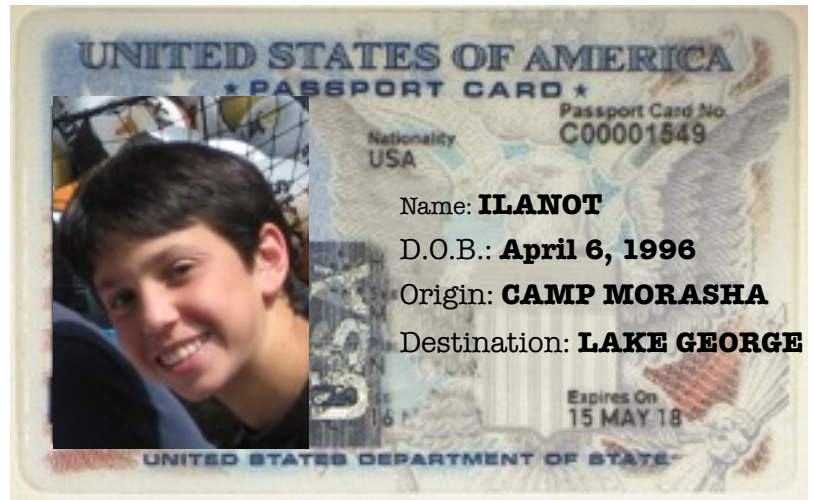 UNITED STATES OF AMERICA
★ PASSPORT CARD ★
Passport Card No.
C00001549
Nationality
USA
Name: ILANOT
D.O.B.: April 6, 1996
Origin: CAMP MORASHA
Destination: LAKE GEORGE
USA
Expires On
15 MAY 18
UNITED STATES DEPARTMENT OF STATE